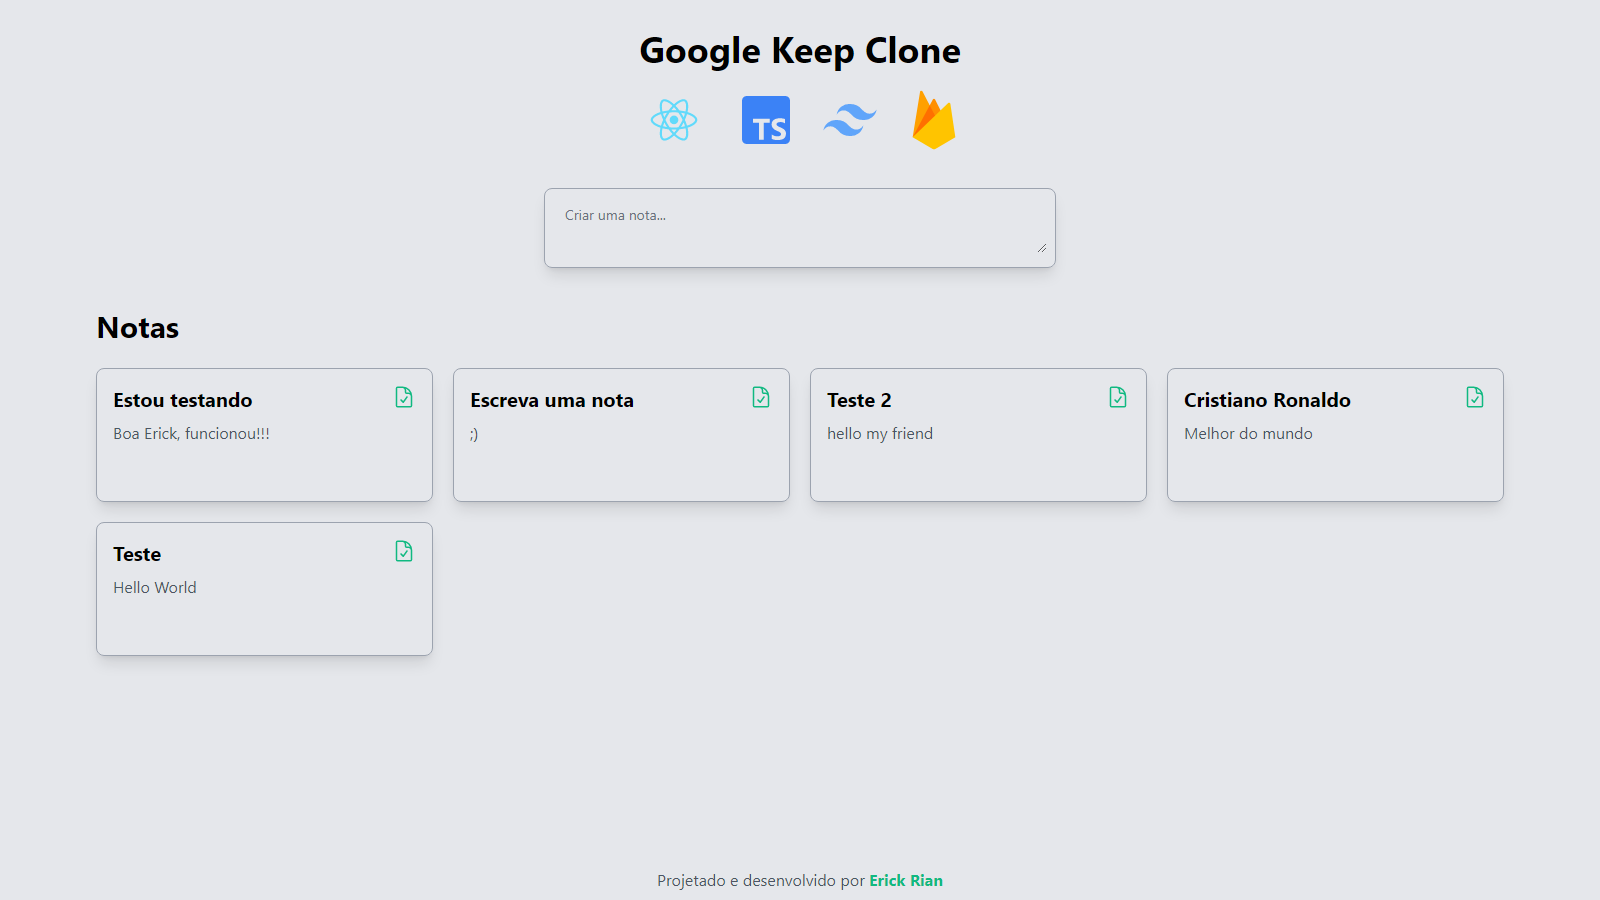 Google Keep Clone
TS
Criar uma nota...
Notas
Estou testando
Boa Erick, funcionou!!!
Escreva uma nota
;)
Teste 2
hello my friend
Cristiano Ronaldo
Melhor do mundo
Teste
Hello World
Projetado e desenvolvido por Erick Rian